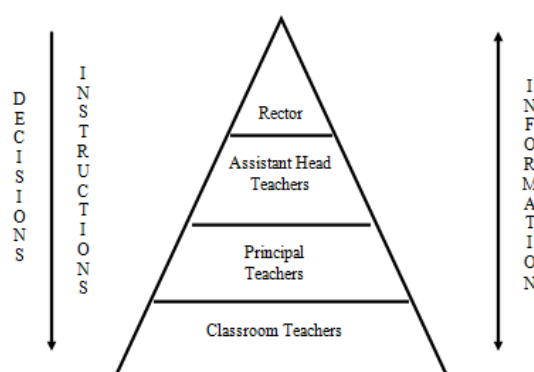 DECISIONS
INSTRUCTIONS
Rector
Assistant Head
Teachers
Principal
Teachers
Classroom Teachers
INFORMATION